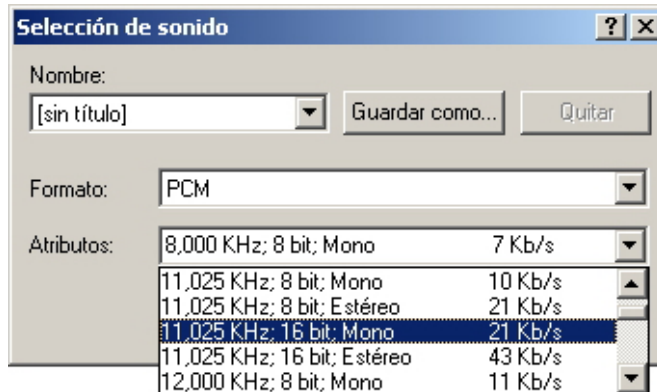 Selección de sonido
Nombre:
[sin título]
Guardar como...
Quitar
Formato:
PCM
Atributos:
8,000 KHz; 8 bit; Mono 7 Kb/s
11,025 KHz; 8 bit; Mono 10 Kb/s
11,025 KHz; 8 bit; Estéreo 21 Kb/s
11,025 KHz; 16 bit; Mono 21 Kb/s
11,025 KHz; 16 bit; Estéreo 43 Kb/s
12,000 KHz; 8 bit; Mono 11 Kb/s